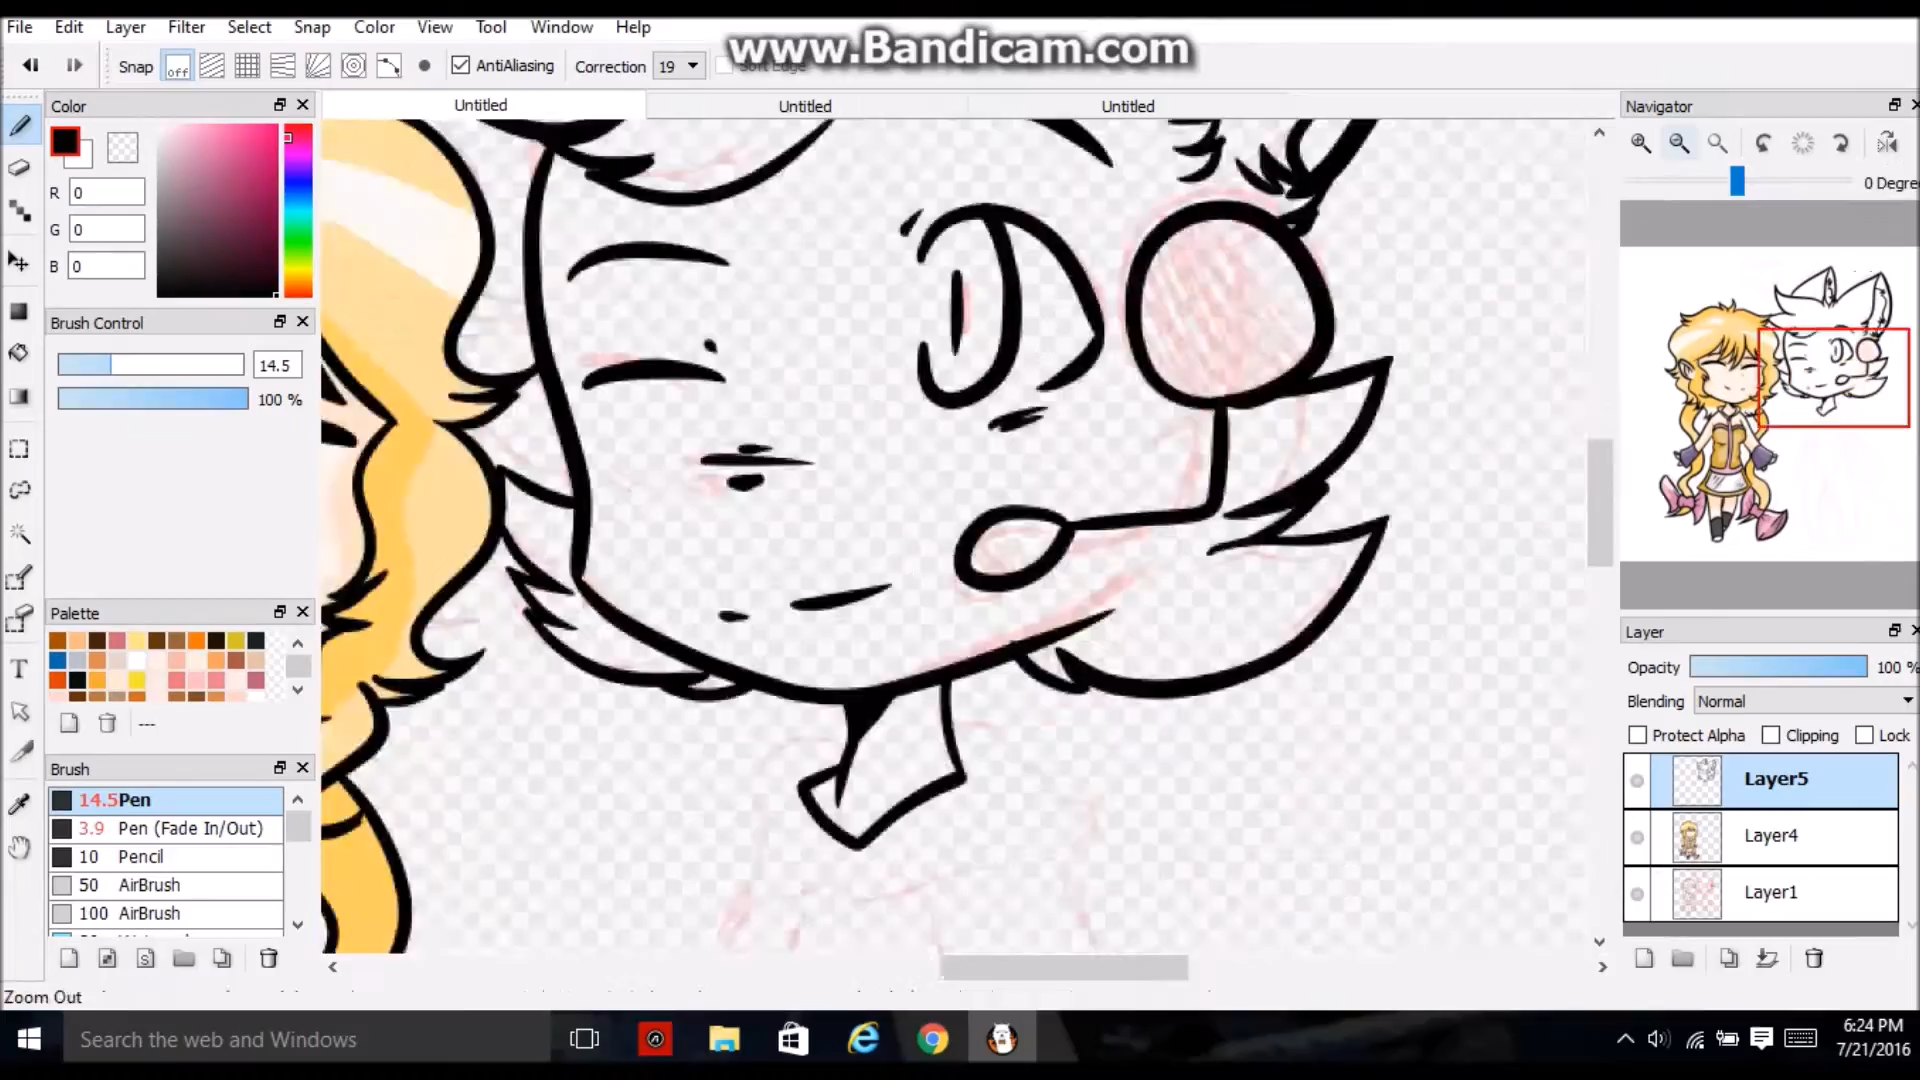 File Edit Layer Filter Select Snap Color View Tool Window Help
www.Bandicam.com
Snap off AntiAliasing Correction 19 Soft Edge
Color
Untitled Untitled Untitled
Navigator
R 0
G 0
B 0
0 Degre
Brush Control
14.5
100 %
Palette
---
Brush
14.5 Pen
3.9 Pen (Fade In/Out)
10 Pencil
50 AirBrush
100 AirBrush
Layer
Opacity 100 %
Blending Normal
Protect Alpha Clipping Lock
Layer5
Layer4
Layer1
Zoom Out
Search the web and Windows
6:24 PM
7/21/2016